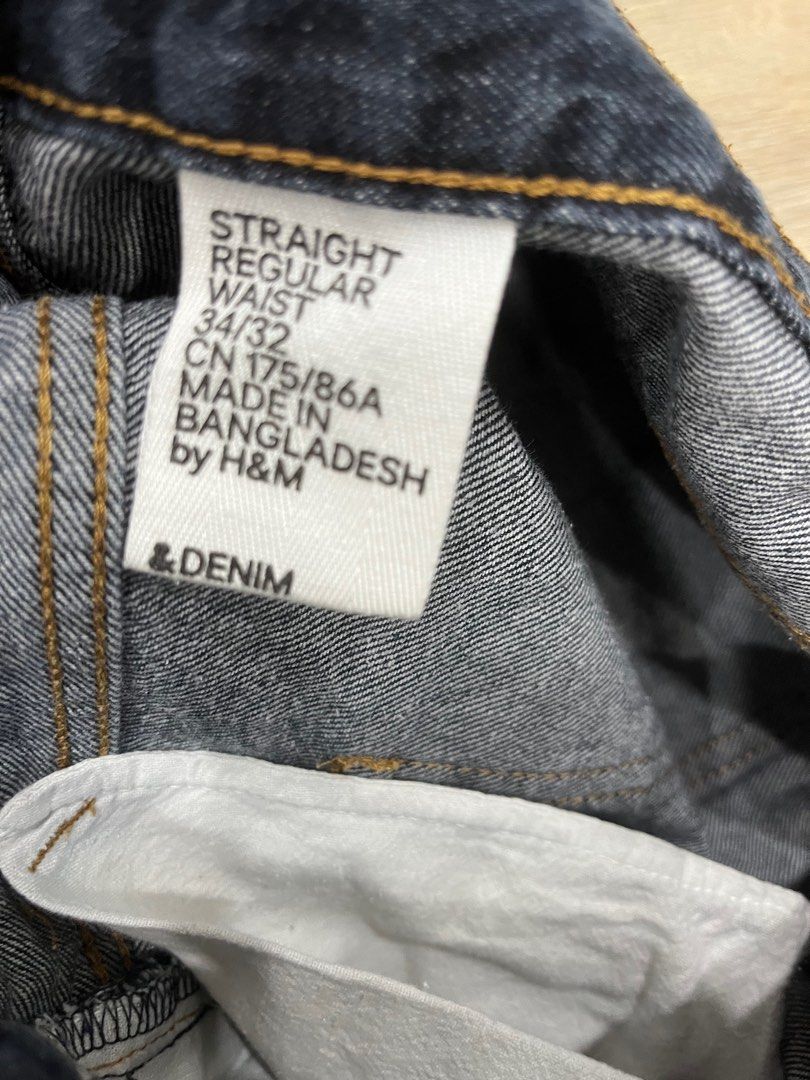 STRAIGHT
REGULAR
WAIST
34/32
CN 175/86A
MADE IN
BANGLADESH
by H&M
&DENIM